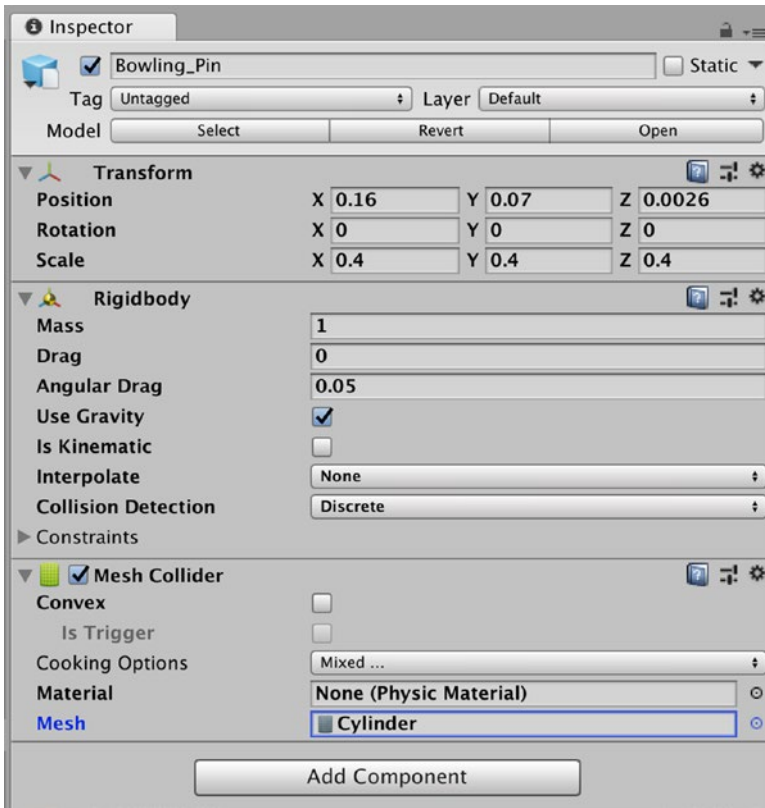 Inspector
Bowling_Pin Static
Tag Untagged Layer Default
Model Select Revert Open
Transform
Position X 0.16 Y 0.07 Z 0.0026
Rotation X 0 Y 0 Z 0
Scale X 0.4 Y 0.4 Z 0.4
Rigidbody
Mass 1
Drag 0
Angular Drag 0.05
Use Gravity
Is Kinematic
Interpolate None
Collision Detection Discrete
Constraints
Mesh Collider
Convex
Is Trigger
Cooking Options Mixed ...
Material None (Physic Material)
Mesh Cylinder
Add Component